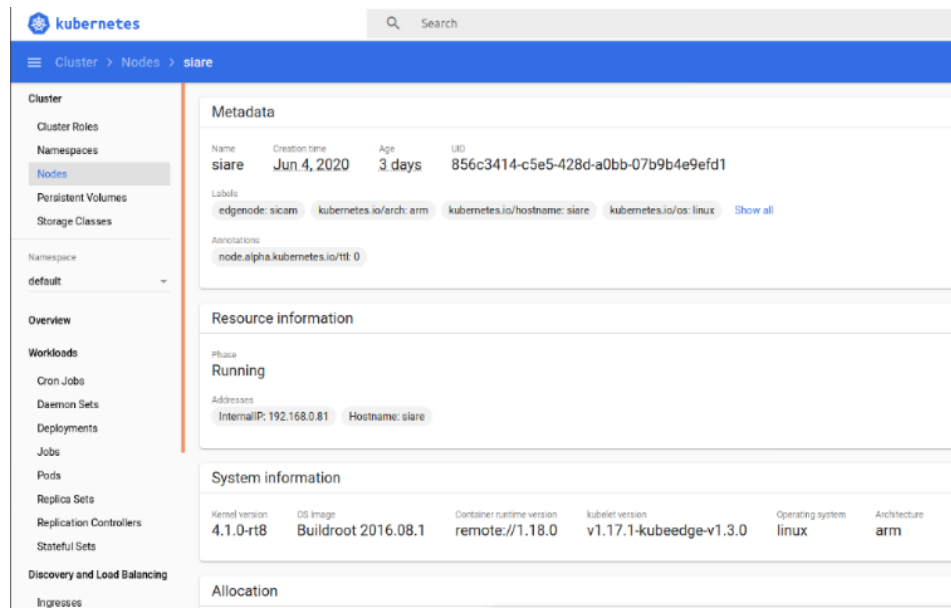 kubernetes
Search
Cluster > Nodes > siare
Cluster
Cluster Roles
Namespaces
Nodes
Persistent Volumes
Storage Classes
Namespace
default
Overview
Workloads
Cron Jobs
Daemon Sets
Deployments
Jobs
Pods
Replica Sets
Replication Controllers
Stateful Sets
Discovery and Load Balancing
Ingresses
Metadata
Name Creation time Age UID
siare Jun 4, 2020 3 days 856c3414-c5e5-428d-a0bb-07b9b4e9efd1
Labels
edgenode: sicam kubernetes.io/arch: arm kubernetes.io/hostname: siare kubernetes.io/os: linux Show all
Annotations
node.alpha.kubernetes.io/ttl: 0
Resource information
Phase
Running
Addresses
InternalIP: 192.168.0.81 Hostname: siare
System information
Kernel version OS Image Container runtime version kubelet version Operating system Architecture
4.1.0-rt8 Buildroot 2016.08.1 remote://1.18.0 v1.17.1-kubeedge-v1.3.0 linux arm
Allocation